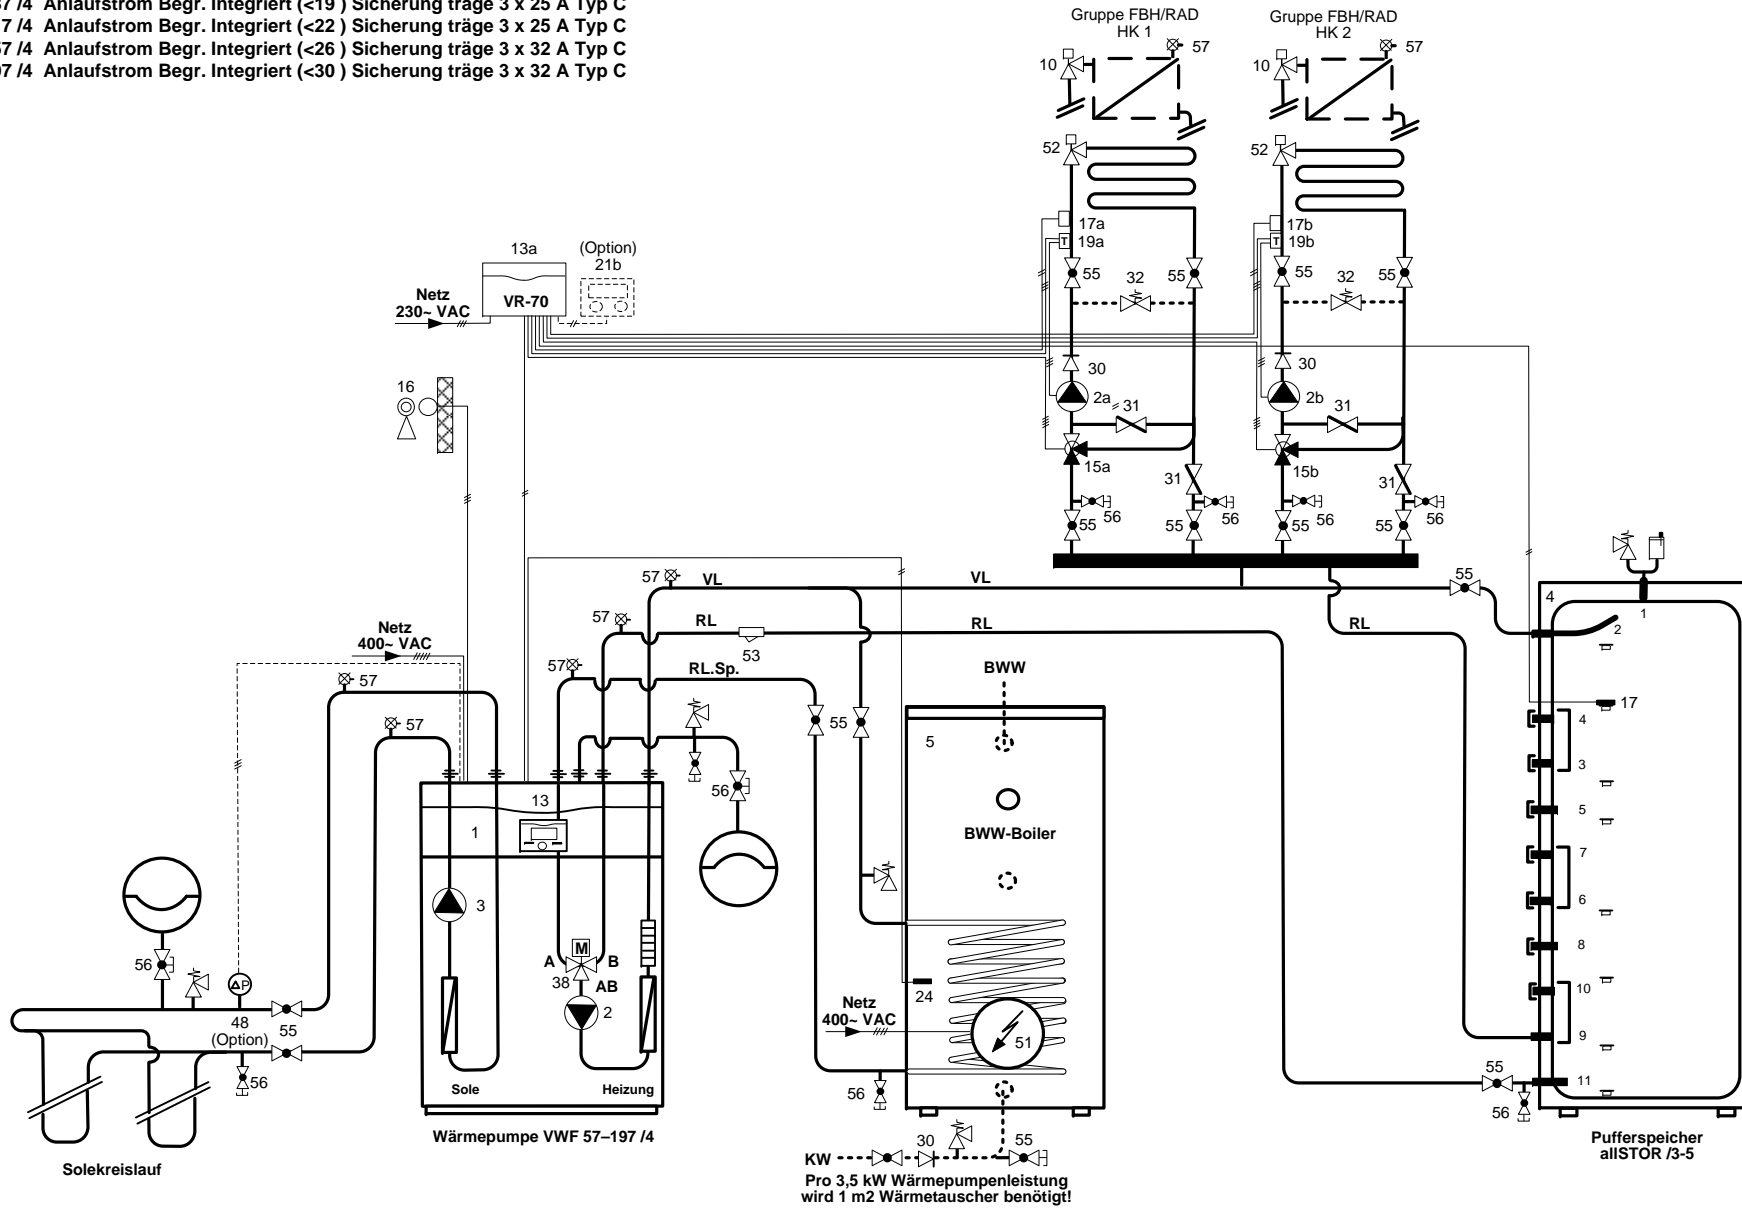 /4 Anlaufstrom Begr. Integriert (<19 ) Sicherung träge 3 x 25 A Typ C
7 /4 Anlaufstrom Begr. Integriert (<22 ) Sicherung träge 3 x 25 A Typ C
57 /4 Anlaufstrom Begr. Integriert (<26 ) Sicherung träge 3 x 32 A Typ C
97 /4 Anlaufstrom Begr. Integriert (<30 ) Sicherung träge 3 x 32 A Typ C
Gruppe FBH/RAD
HK 1
Gruppe FBH/RAD
HK 2
10
57
10
57
52
52
17a
19a
T
17b
19b
T
13a
(Option)
21b
VR-70
Netz
230~ VAC
55
32
55
55
32
55
30
30
16
2a
31
2b
31
15a
31
15b
31
56
56
56
56
55
55
55
55
57
VL
VL
55
57
RL
53
RL
RL
4
1
2
Netz
400~ VAC
57
RL.Sp.
BWW
57
57
55
17
4
3
5
7
6
8
10
9
11
5
13
1
56
BWW-Boiler
3
M
A
B
38
AB
2
56
ΔP
48
(Option)
55
56
24
Netz
400~ VAC
51
55
56
56
Sole
Heizung
Wärmepumpe VWF 57–197 /4
Solekreislauf
30
55
KW
Pro 3,5 kW Wärmepumpenleistung
wird 1 m2 Wärmetauscher benötigt!
Pufferspeicher
allSTOR /3-5